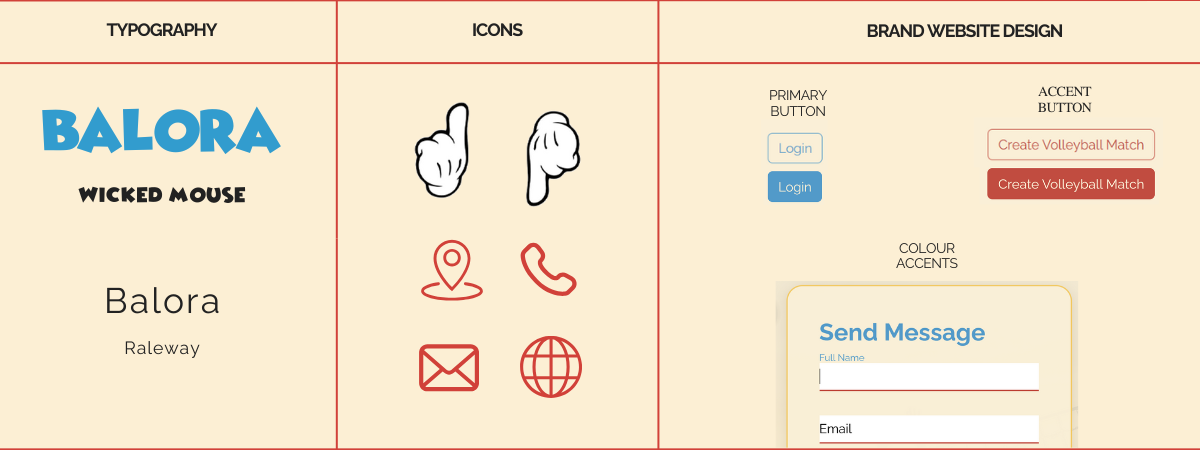 TYPOGRAPHY
ICONS
BRAND WEBSITE DESIGN
BALORA
WICKED MOUSE
Balora
Raleway
PRIMARY
BUTTON
Login
Login
ACCENT
BUTTON
Create Volleyball Match
Create Volleyball Match
COLOUR
ACCENTS
Send Message
Full Name
Email